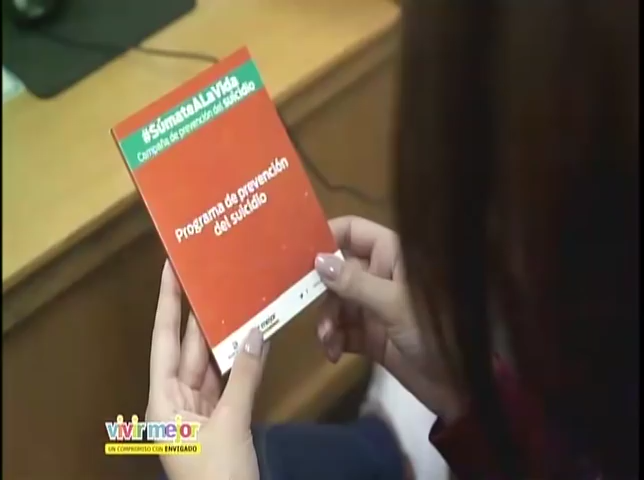 #SúmateALaVida
Campaña de prevención del suicidio
Programa de prevención
del suicidio
vivir mejor
UN COMPROMISO CON ENVIGADO